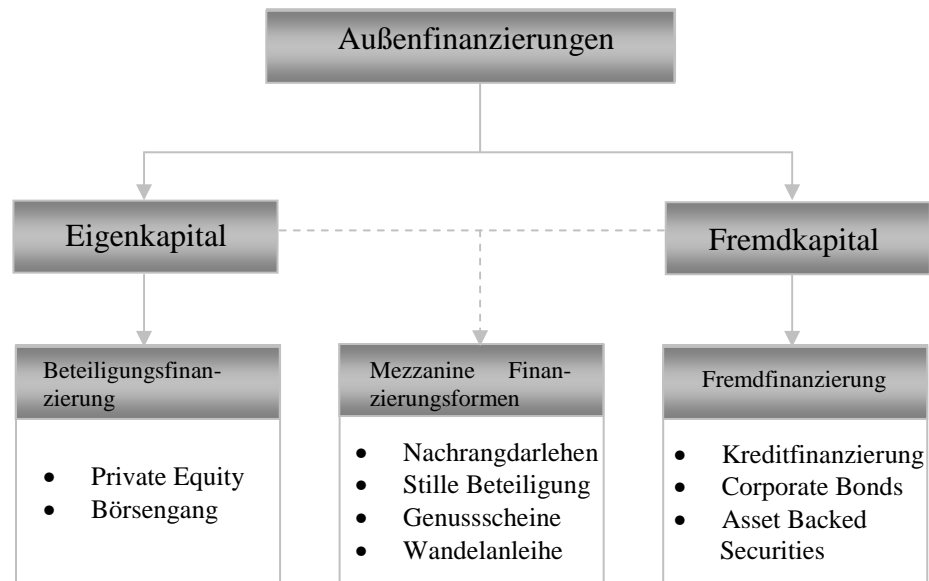 Außenfinanzierungen
Eigenkapital
Fremdkapital
Beteiligungsfinan-
zierung
• Private Equity
• Börsengang
Mezzanine Finan-
zierungsformen
• Nachrangdarlehen
• Stille Beteiligung
• Genussscheine
• Wandelanleihe
Fremdfinanzierung
• Kreditfinanzierung
• Corporate Bonds
• Asset Backed
Securities